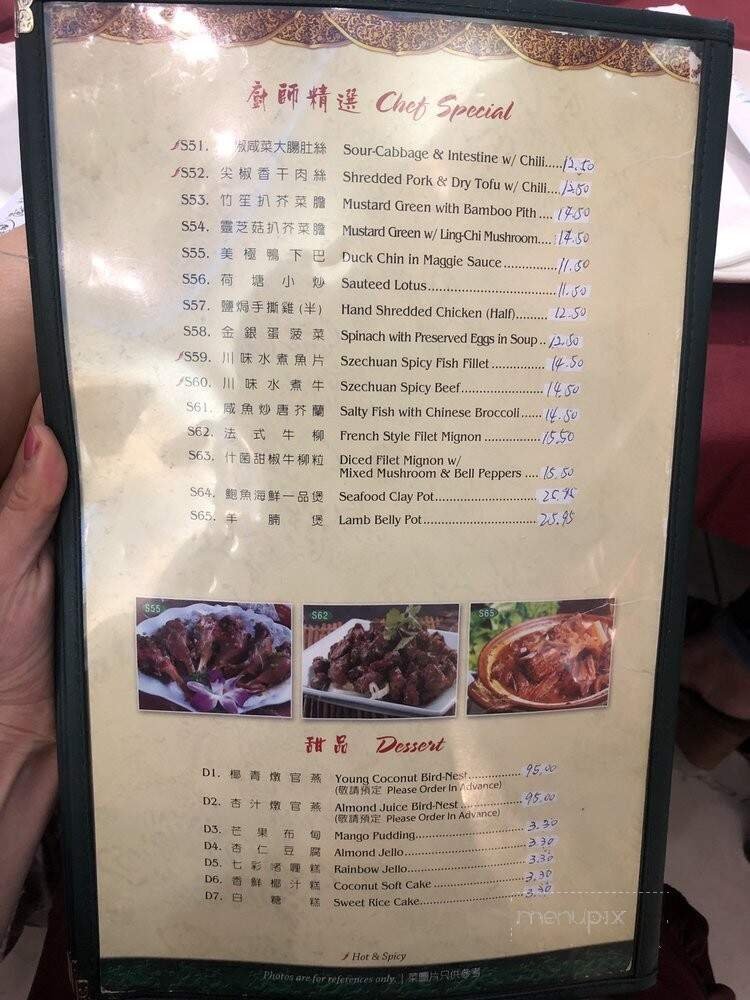 廚師精選 Chef Special
S51. 椒咸菜大腸肚絲 Sour-Cabbage & Intestine w/ Chili.....12.50
S52. 尖椒香干肉絲 Shredded Pork & Dry Tofu w/ Chili....12.50
S53. 竹笙扒芥菜膽 Mustard Green with Bamboo Pith ....14.50
S54. 靈芝菇扒芥菜膽 Mustard Green w/ Ling-Chi Mushroom....14.50
S55. 美極鴨下巴 Duck Chin in Maggie Sauce ...............11.50
S56. 荷塘小炒 Sauteed Lotus...................................11.50
S57. 鹽焗手撕雞(半) Hand Shredded Chicken (Half)........12.50
S58. 金銀蛋菠菜 Spinach with Preserved Eggs in Soup..12.50
S59. 川味水煮魚片 Szechuan Spicy Fish Fillet ..............14.50
S60. 川味水煮牛 Szechuan Spicy Beef......................14.50
S61. 咸魚炒唐芥蘭 Salty Fish with Chinese Broccoli......14.50
S62. 法式牛柳 French Style Filet Mignon ...............15.50
S63. 什菌甜椒牛柳粒 Diced Filet Mignon w/
Mixed Mushroom & Bell Peppers ....15.50
S64. 鮑魚海鮮一品煲 Seafood Clay Pot...........................25.95
S65. 羊腩煲 Lamb Belly Pot..............................25.95
S55
S62
S65
甜品 Dessert
D1. 椰青燉官燕 Young Coconut Bird-Nest..............95.00
(敬請預定 Please Order In Advance)
D2. 杏汁燉官燕 Almond Juice Bird-Nest ................95.00
(敬請預定 Please Order In Advance)
D3. 芒果布甸 Mango Pudding...........................3.30
D4. 杏仁豆腐 Almond Jello..............................3.30
D5. 七彩啫喱糕 Rainbow Jello.............................3.30
D6. 香鮮椰汁糕 Coconut Soft Cake .......................3.30
D7. 白糖糕 Sweet Rice Cake..........................3.30
menupix
Hot & Spicy
Photos are for references only. | 菜圖片只供參考